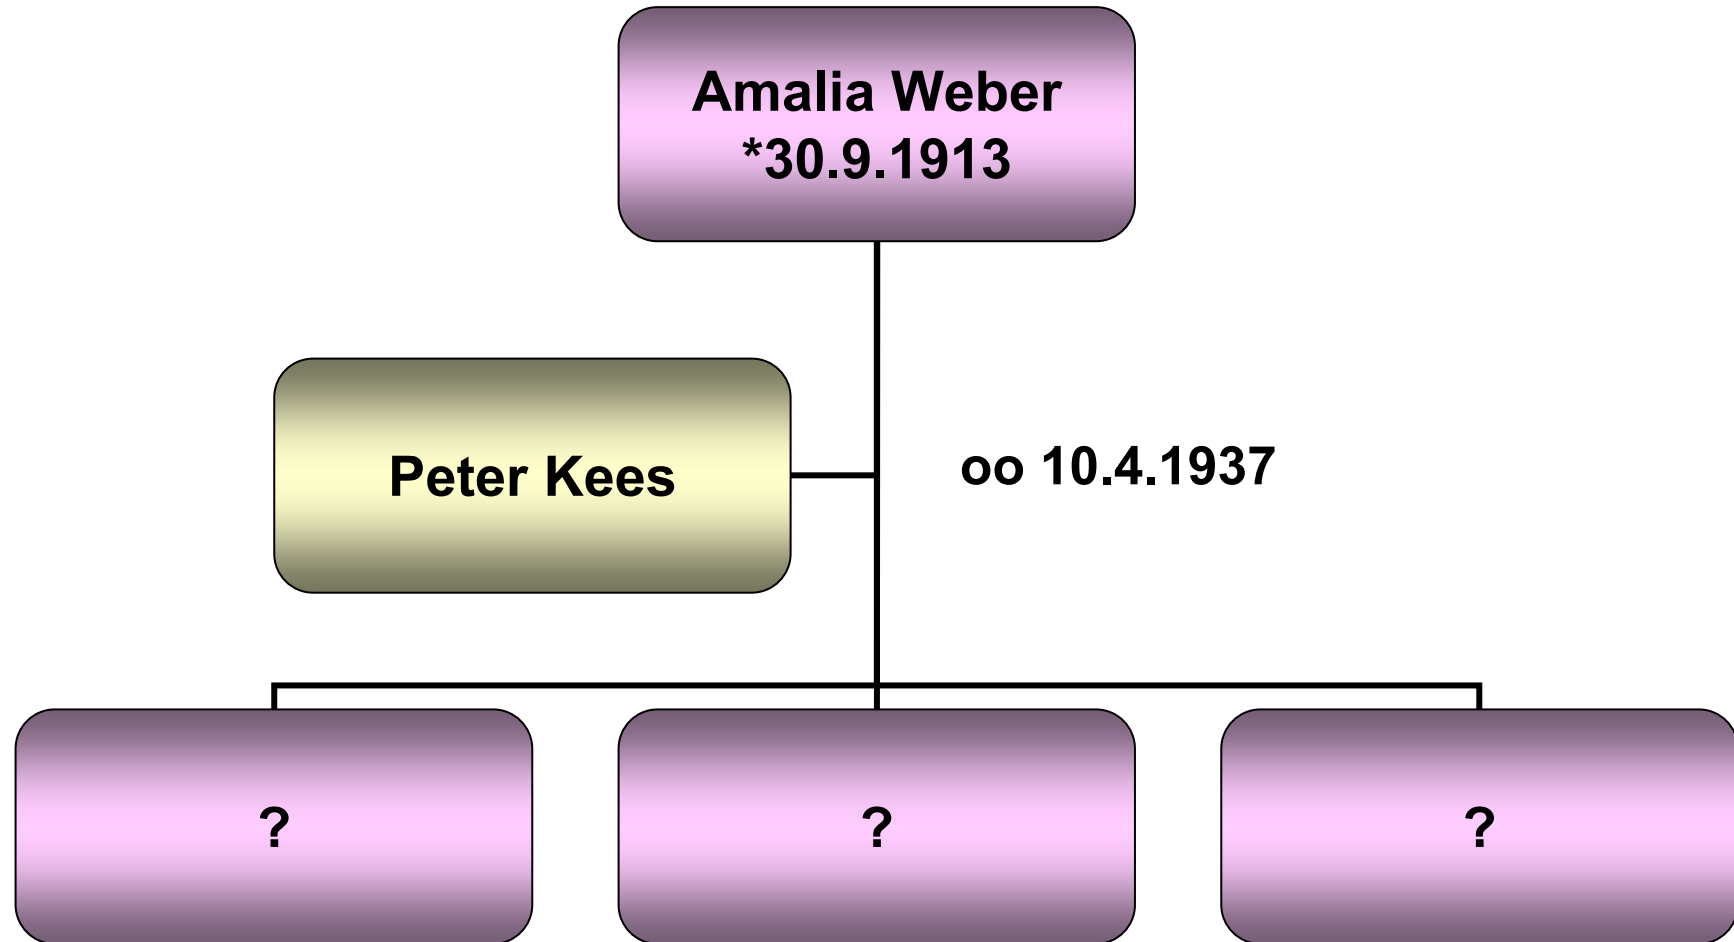 Amalia Weber
*30.9.1913
Peter Kees
oo 10.4.1937
?
?
?